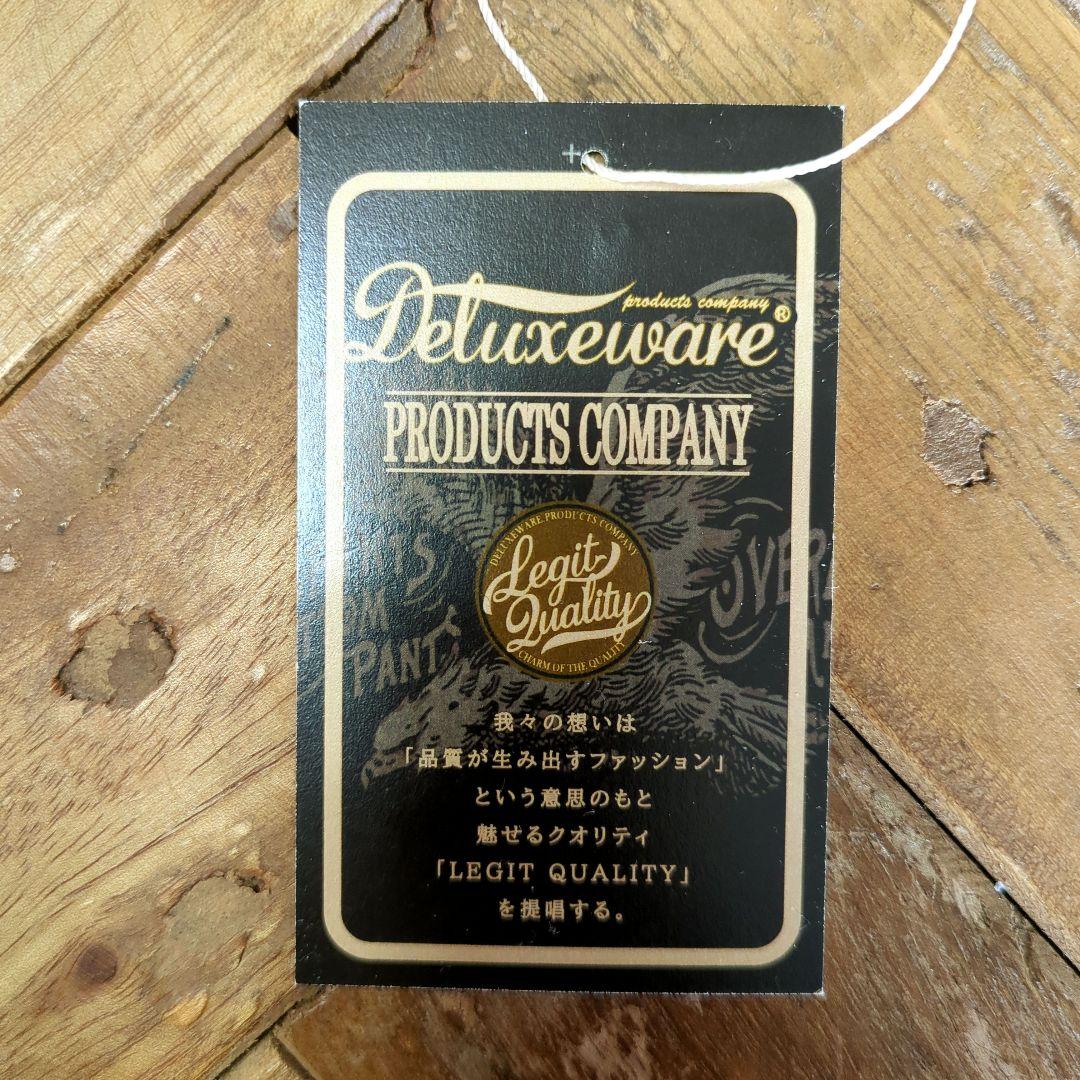 products company
Deluxeware®
PRODUCTS COMPANY
DELUXEWARE PRODUCTS COMPANY
Legit
Quality
CHARM OF THE QUALITY
我々の想いは
「品質が生み出すファッション」
という意思のもと
魅せるクオリティ
「LEGIT QUALITY」
を提唱する。